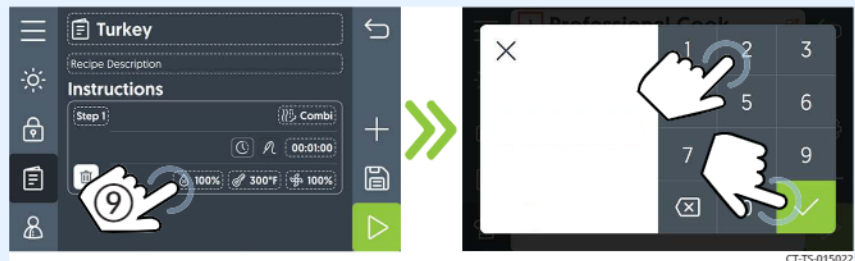 Turkey
Recipe Description
Instructions
Step 1
Combi
00:01:00
9
100%
300°F
100%
Professional Cook
1 2 3
5 6
7 9
CT-TS-015022